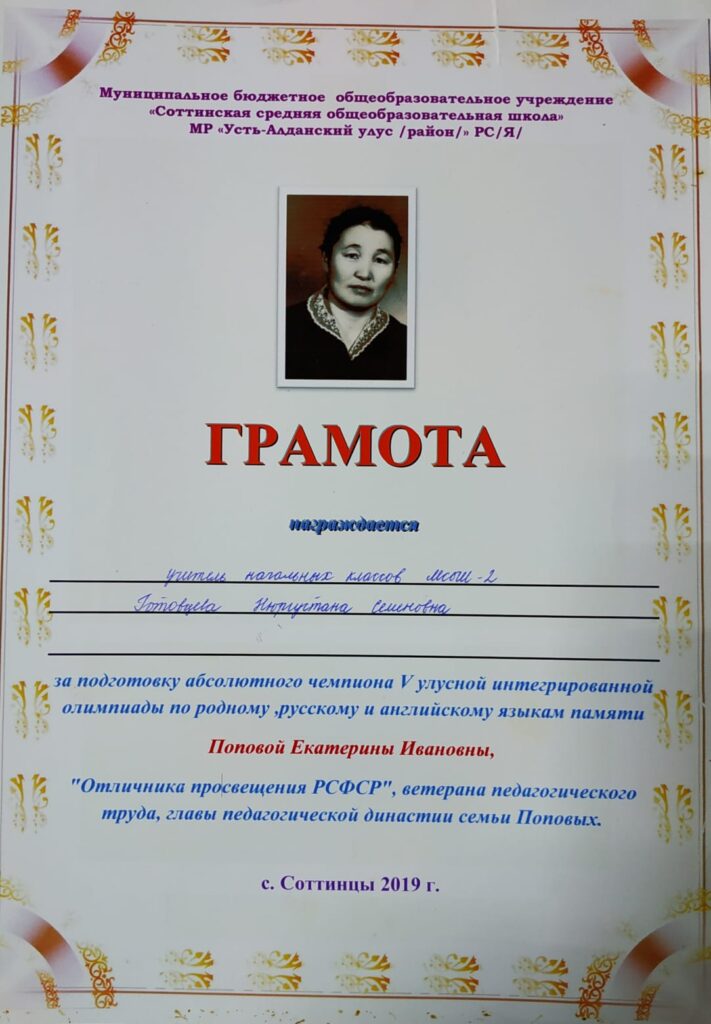 Муниципальное бюджетное общеобразовательное учреждение
«Соттинская средняя общеобразовательная школа»
МР «Усть-Алданский улус /район/» РС/Я/
ГРАМОТА
награждается
учитель начальных классов МСОШ-2
Готовцева Нюргустана Семеновна
за подготовку абсолютного чемпиона V улусной интегрированной
олимпиады по родному ,русскому и английскому языкам памяти
Поповой Екатерины Ивановны,
"Отличника просвещения РСФСР", ветерана педагогического
труда, главы педагогической династии семьи Поповых.
с. Соттинцы 2019 г.